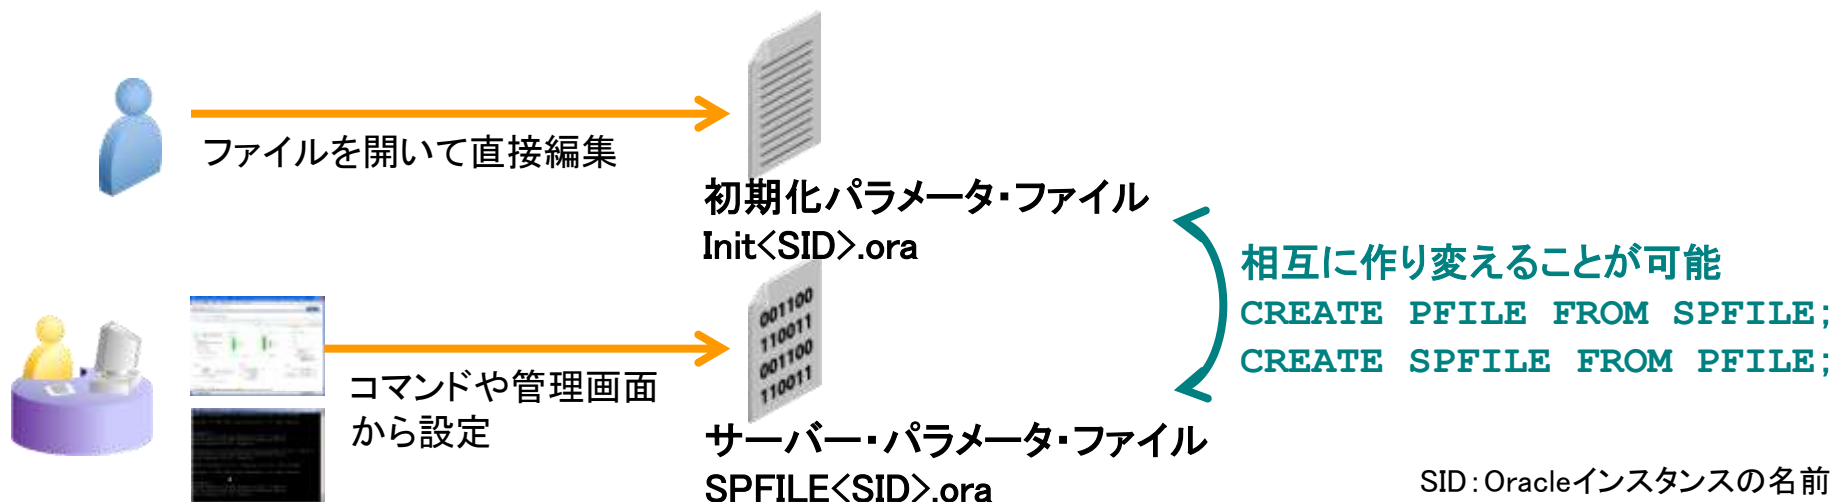 ファイルを開いて直接編集
初期化パラメータ・ファイル
Init<SID>.ora
相互に作り変えることが可能
CREATE PFILE FROM SPFILE;
CREATE SPFILE FROM PFILE;
001100
110011
001100
110011
コマンドや管理画面
から設定
サーバー・パラメータ・ファイル
SPFILE<SID>.ora
SID：Oracleインスタンスの名前